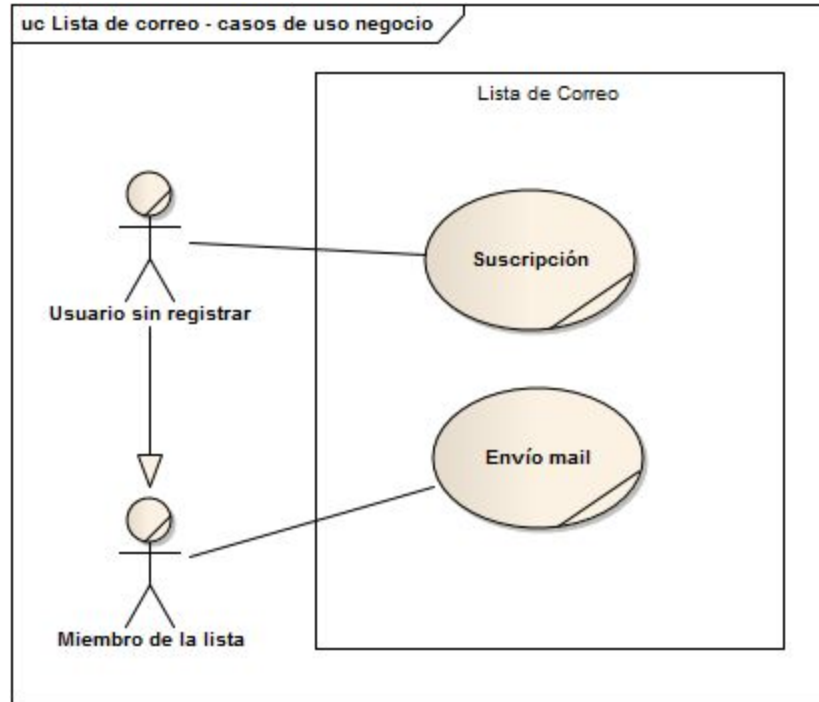 uc Lista de correo - casos de uso negocio
Lista de Correo
Suscripción
Usuario sin registrar
Envío mail
Miembro de la lista